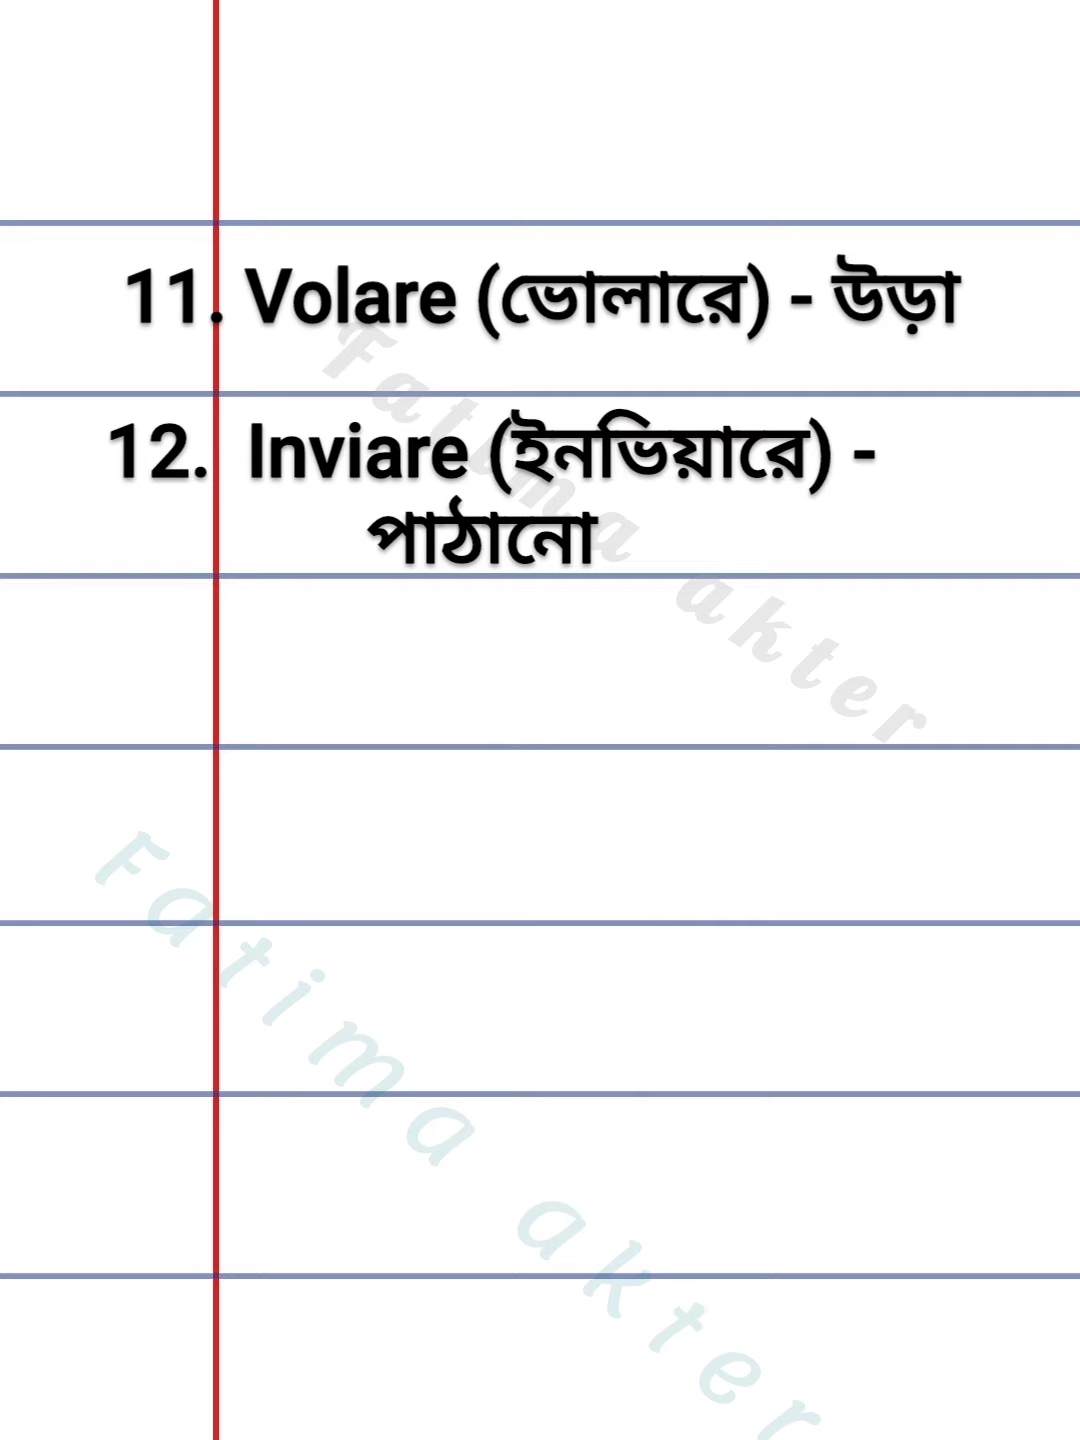 11. Volare (ভোলারে) - উড়া
12. Inviare (ইনভিয়ারে) -
পাঠানো
Fatima akter
Fatima akter